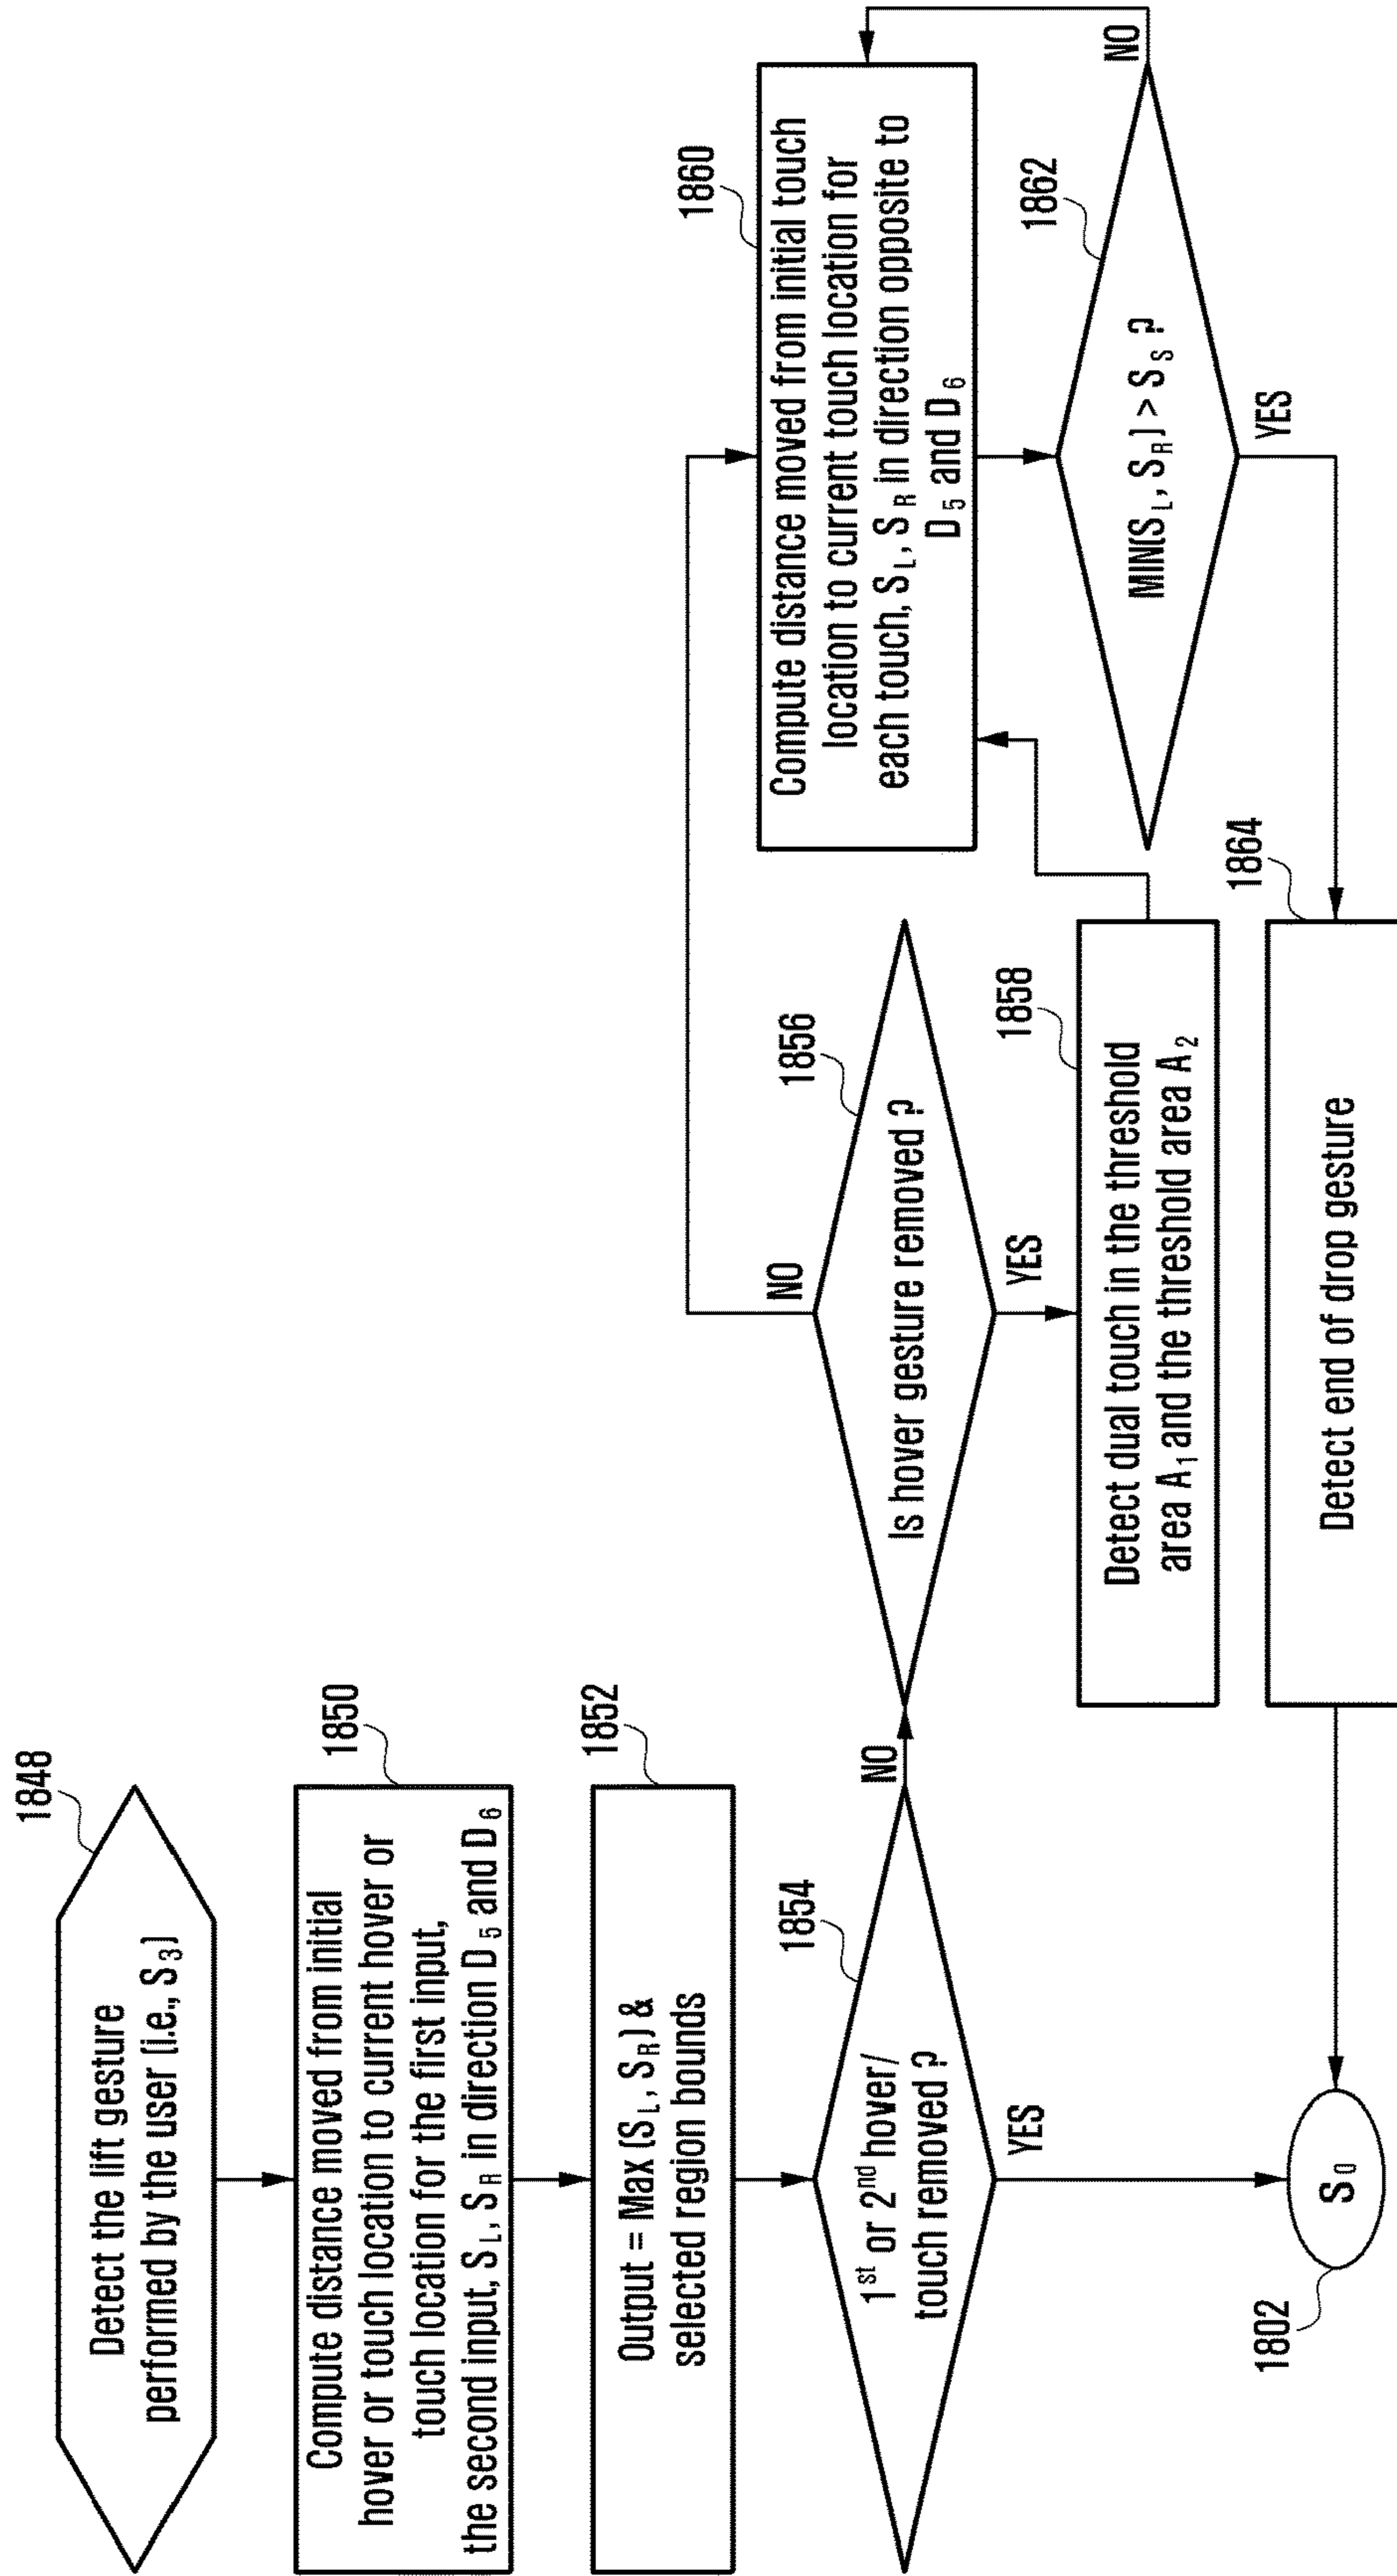 1848
Detect the lift gesture
performed by the user (i.e., S3)
1850
Compute distance moved from initial
hover or touch location to current hover or
touch location for the first input,
the second input, SL, SR in direction D5 and D6
1852
Output = Max (SL, SR) &
selected region bounds
1854
1st or 2nd hover/
touch removed ?
NO
YES
1856
Is hover gesture removed ?
NO
YES
1858
Detect dual touch in the threshold
area A1 and the threshold area A2
1860
Compute distance moved from initial touch
location to current touch location for
each touch, SL, SR in direction opposite to
D5 and D6
1862
MIN(SL, SR) > SS ?
NO
YES
1864
Detect end of drop gesture
1802
S0